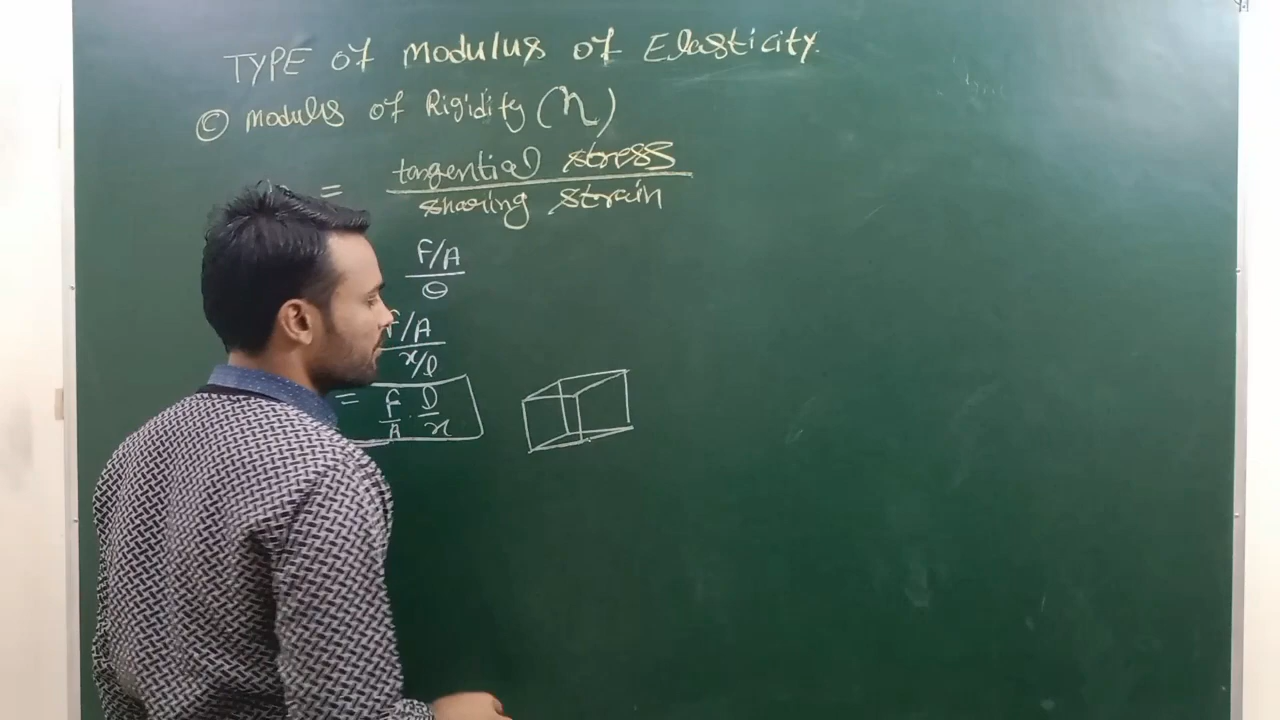 TYPE of modulus of Elasticity.
© modulus of Rigidity (η)
= tangential stress / sharing strain
F/A / θ
F/A / x/l
= F/A . l/x